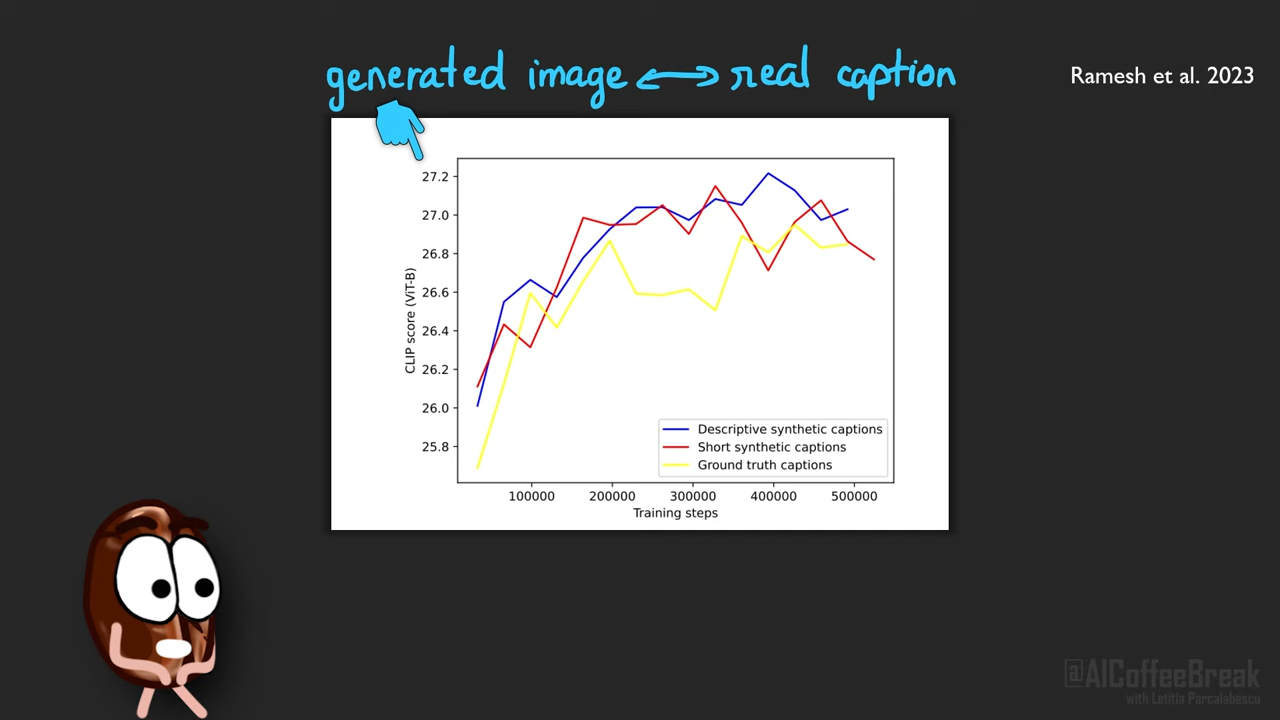 generated image ⟷ real caption
Ramesh et al. 2023
27.2
27.0
26.8
26.6
26.4
26.2
26.0
25.8
CLIP score (ViT-B)
Descriptive synthetic captions
Short synthetic captions
Ground truth captions
100000 200000 300000 400000 500000
Training steps
@AICoffeeBreak
with Letitia Parcalabescu